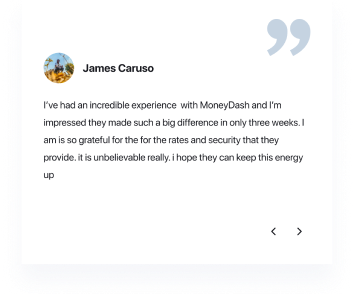 James Caruso
I've had an incredible experience with MoneyDash and I'm
impressed they made such a big difference in only three weeks. I
am is so grateful for the for the rates and security that they
provide. it is unbelievable really. i hope they can keep this energy
up